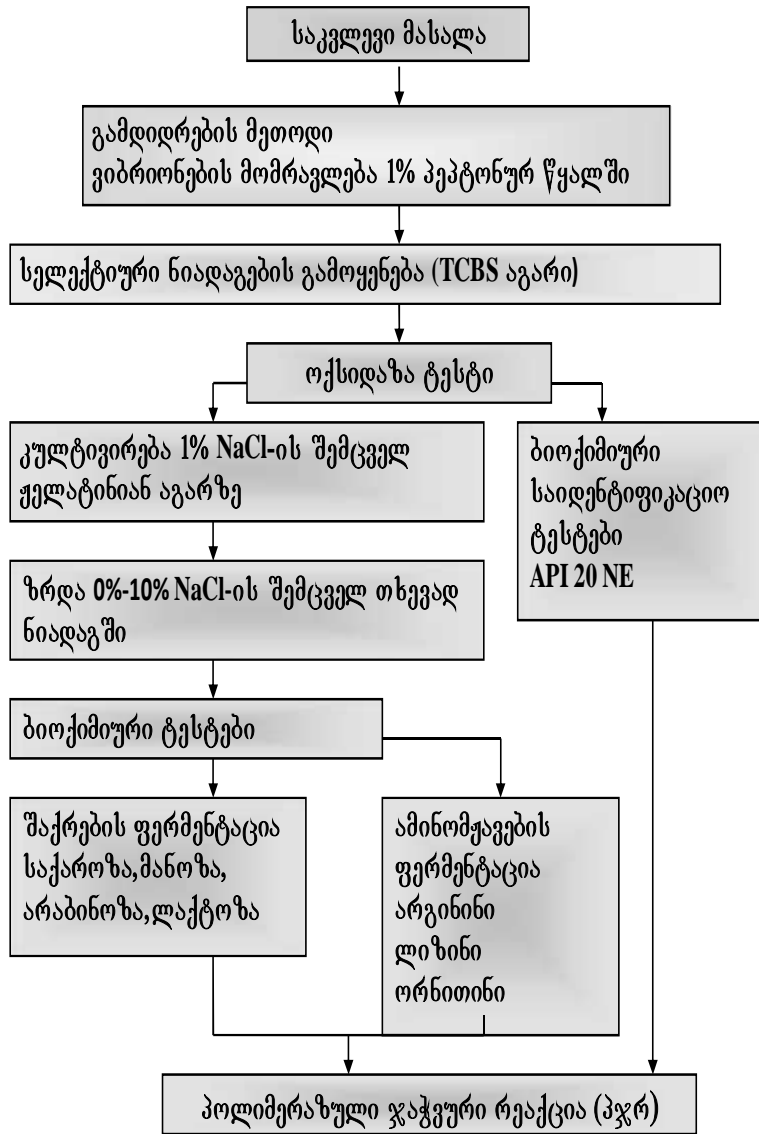 საკვლევი მასალა
გამდიდრების მეთოდი
ვიბრიონების მომრავლება 1% პეპტონურ წყალში
სელექტიური ნიადაგების გამოყენება (TCBS აგარი)
ოქსიდაზა ტესტი
კულტივირება 1% NaCl-ის შემცველ
ჟელატინიან აგარზე
ბიოქიმიური
საიდენტიფიკაციო
ტესტები
API 20 NE
ზრდა 0%-10% NaCl-ის შემცველ თხევად
ნიადაგში
ბიოქიმიური ტესტები
შაქრების ფერმენტაცია
საქაროზა,მანოზა,
არაბინოზა,ლაქტოზა
ამინომჟავების
ფერმენტაცია
არგინინი
ლიზინი
ორნითინი
პოლიმერაზული ჯაჭვური რეაქცია (პჯრ)